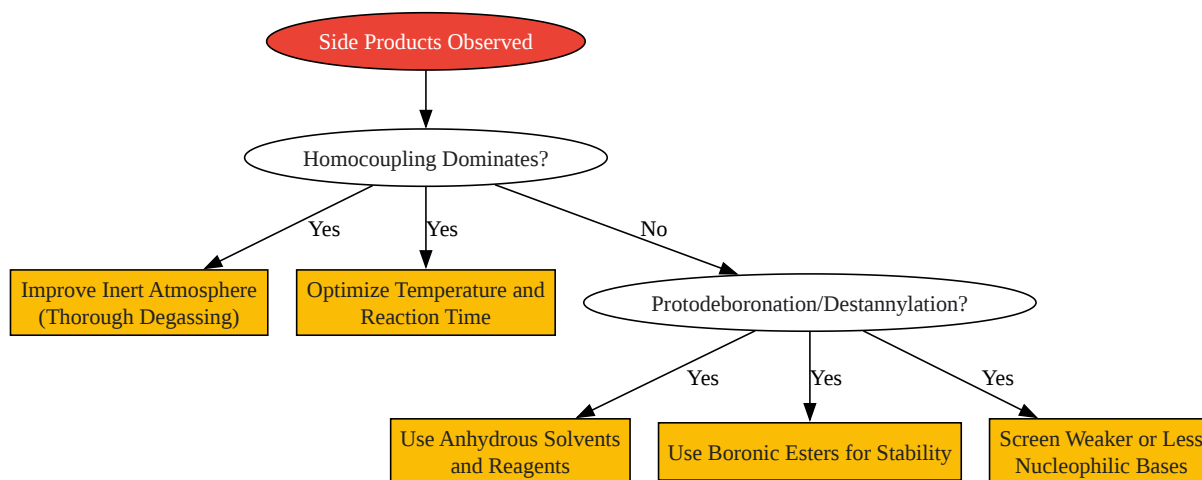 Side Products Observed
Homocoupling Dominates?
Yes
Yes
No
Improve Inert Atmosphere
(Thorough Degassing)
Optimize Temperature and
Reaction Time
Protodeboronation/Destannylation?
Yes
Yes
Yes
Use Anhydrous Solvents
and Reagents
Use Boronic Esters for Stability
Screen Weaker or Less
Nucleophilic Bases